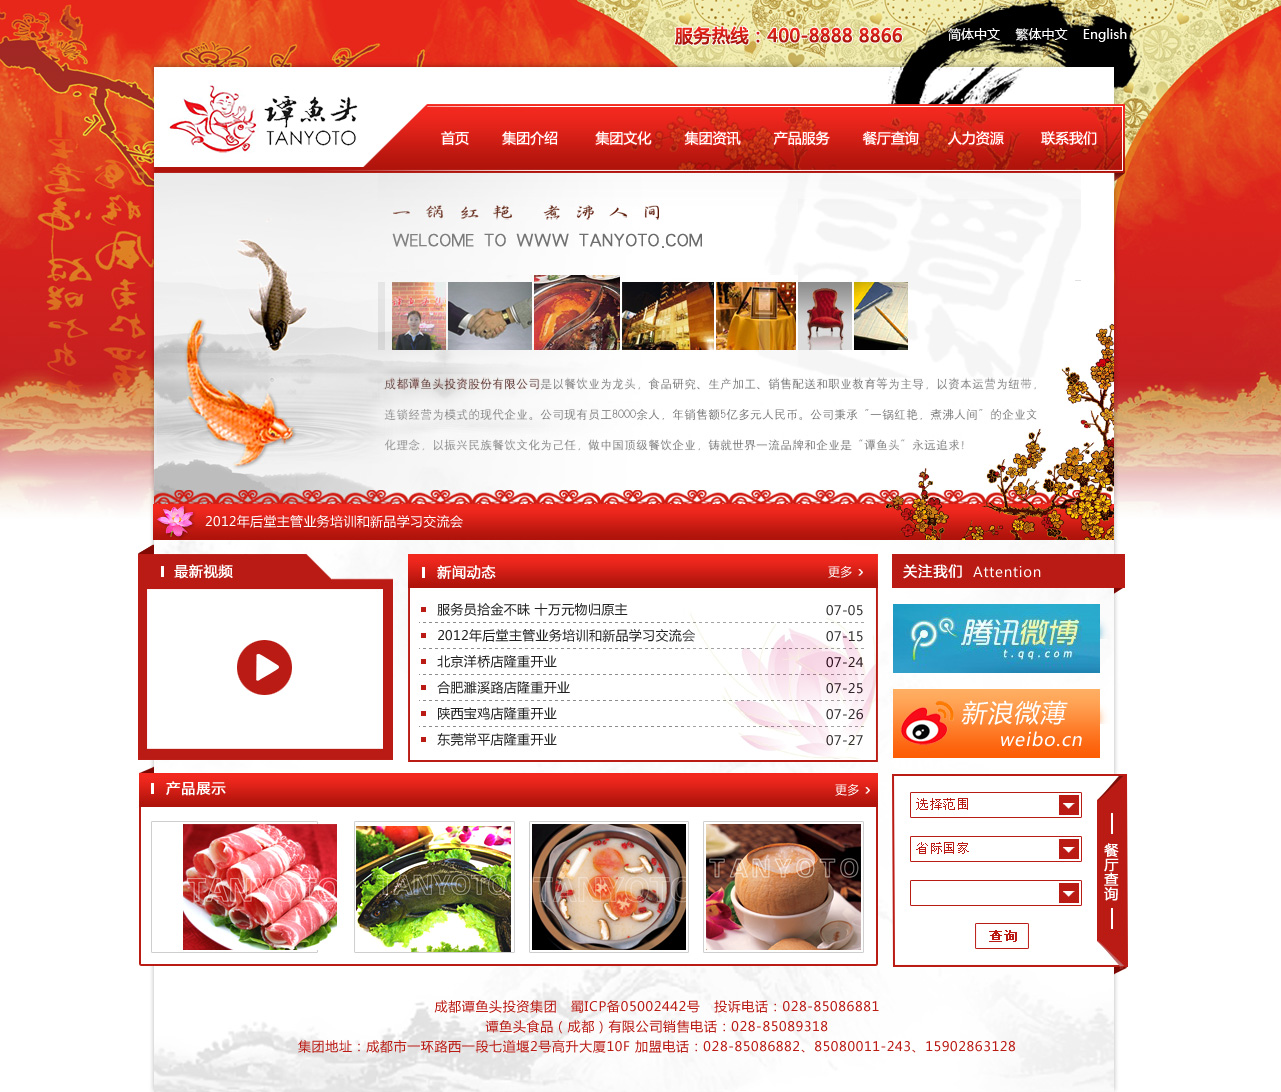 服务热线：400-8888 8866
简体中文 繁体中文 English
谭鱼头
TANYOTO
首页 集团介绍 集团文化 集团资讯 产品服务 餐厅查询 人力资源 联系我们
一锅红艳 煮沸人间
WELCOME TO WWW TANYOTO.COM
成都谭鱼头投资股份有限公司是以餐饮业为龙头，食品研究、生产加工、销售配送和职业教育等为主导，以资本运营为纽带，
连锁经营为模式的现代企业。公司现有员工8000余人，年销售额5亿多元人民币。公司秉承“一锅红艳、煮沸人间”的企业文
化理念，以振兴民族餐饮文化为己任，做中国顶级餐饮企业，铸就世界一流品牌和企业是“谭鱼头”永远追求!
2012年后堂主管业务培训和新品学习交流会
最新视频
新闻动态 更多
服务员拾金不昧 十万元物归原主 07-05
2012年后堂主管业务培训和新品学习交流会 07-15
北京洋桥店隆重开业 07-24
合肥濉溪路店隆重开业 07-25
陕西宝鸡店隆重开业 07-26
东莞常平店隆重开业 07-27
关注我们 Attention
腾讯微博
t.qq.com
新浪微薄
weibo.cn
产品展示 更多
TANYOTO TANYOTO TANYOTO TANYOTO
选择范围
省际国家
查询
餐厅查询
成都谭鱼头投资集团 蜀ICP备05002442号 投诉电话：028-85086881
谭鱼头食品（成都）有限公司销售电话：028-85089318
集团地址：成都市一环路西一段七道堰2号高升大厦10F 加盟电话：028-85086882、85080011-243、15902863128